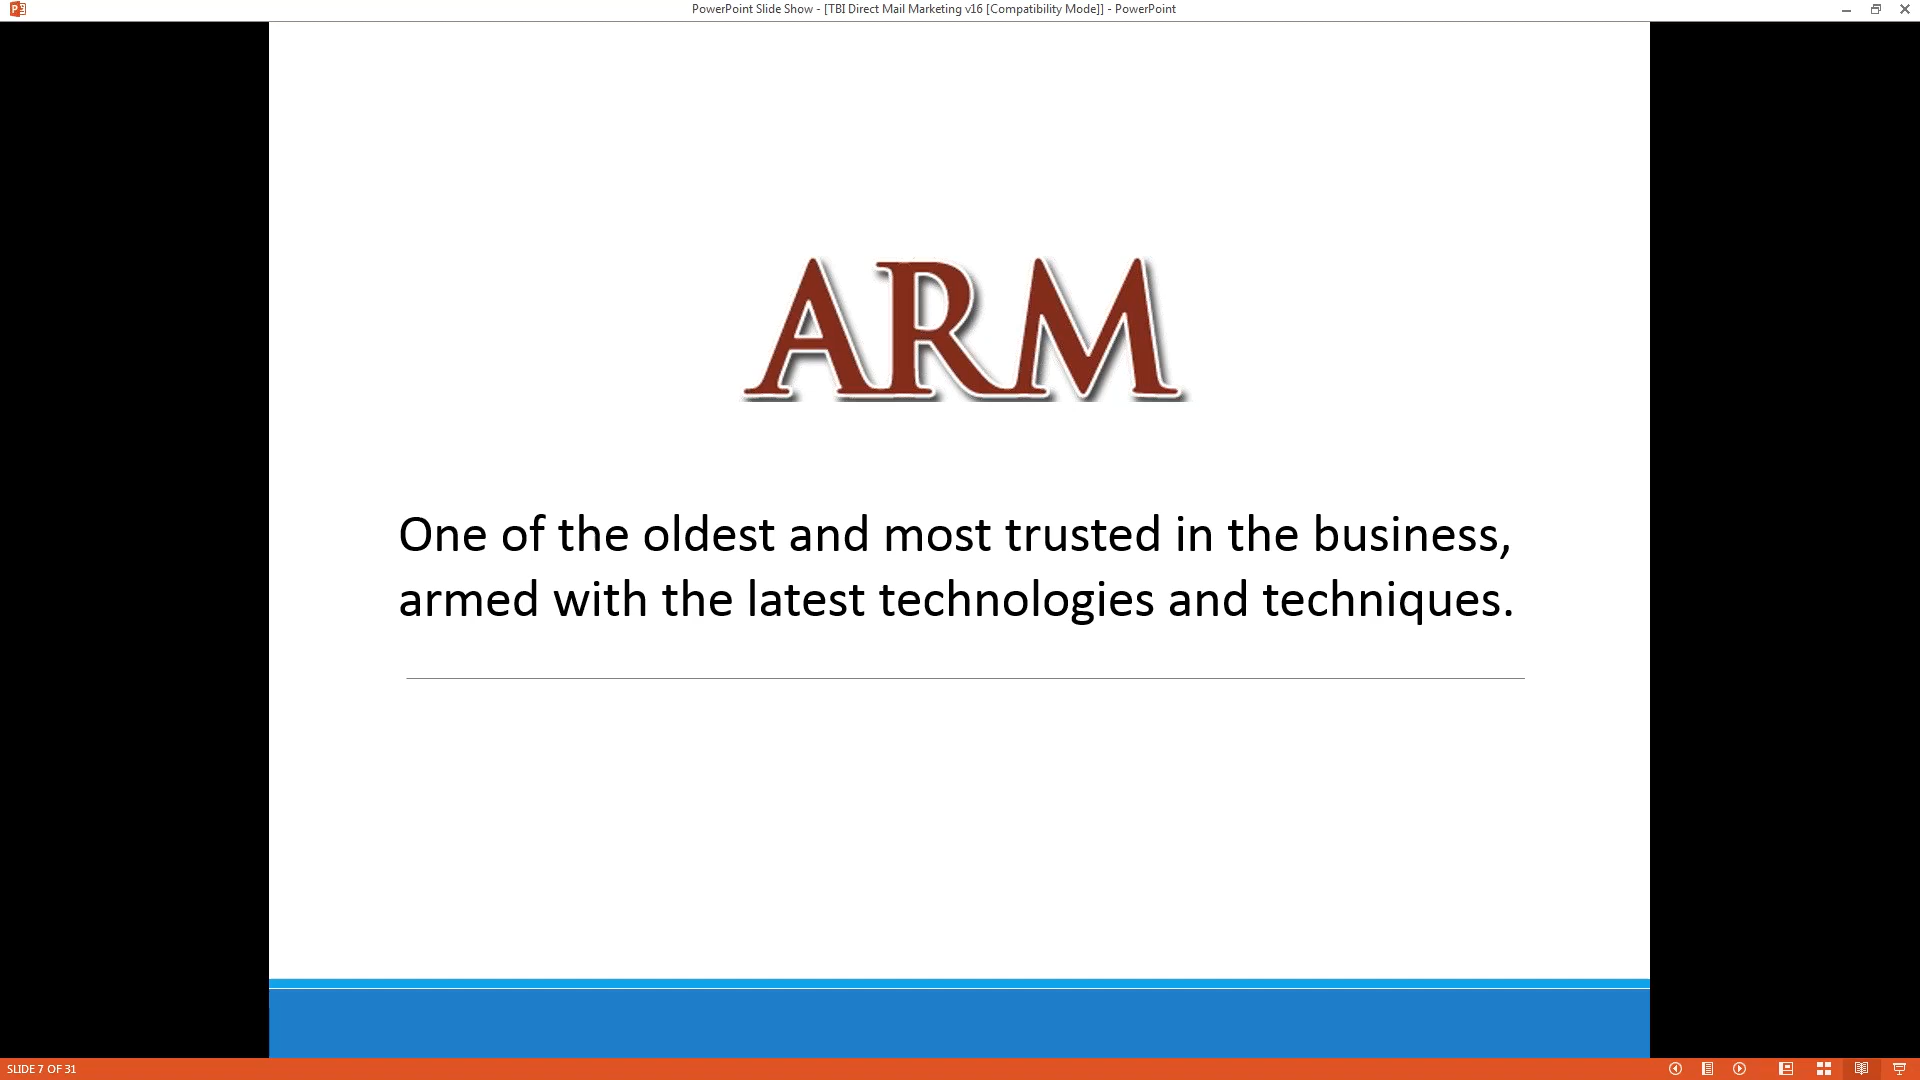 PowerPoint Slide Show - [TBI Direct Mail Marketing v16 [Compatibility Mode]] - PowerPoint
ARM
One of the oldest and most trusted in the business,
armed with the latest technologies and techniques.
SLIDE 7 OF 31